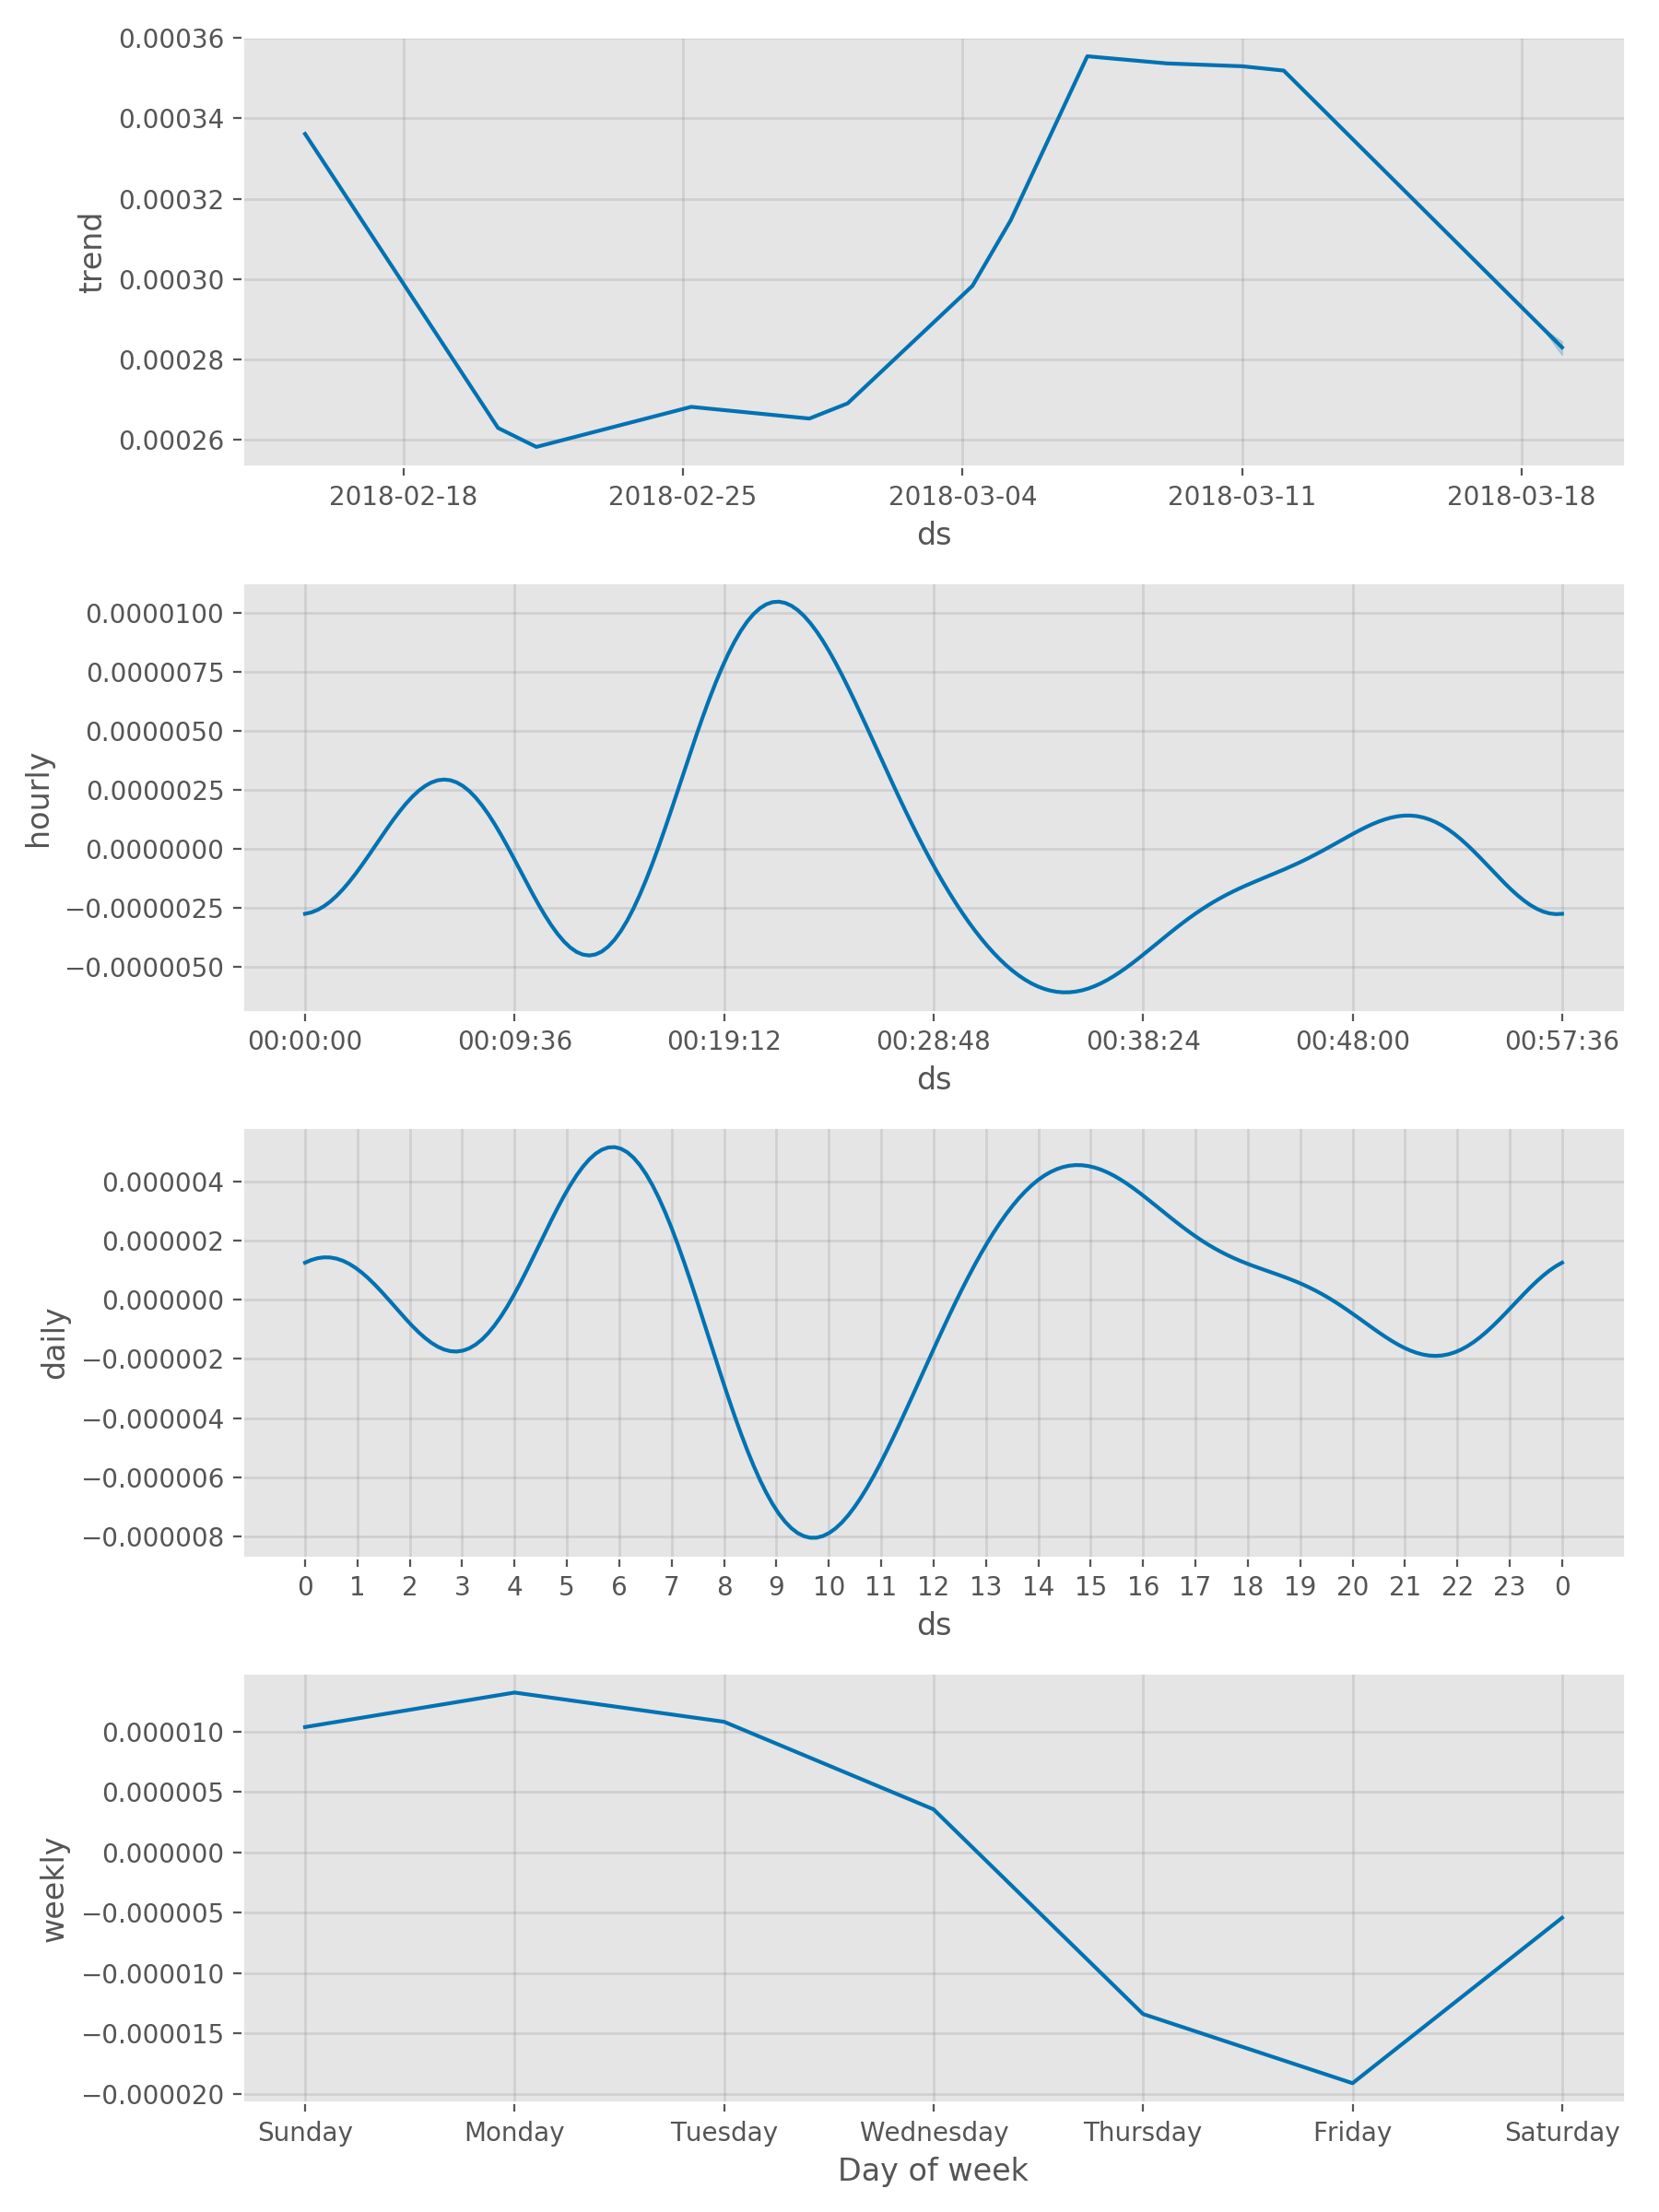 0.00036
0.00034
0.00032
0.00030
0.00028
0.00026
trend
2018-02-18 2018-02-25 2018-03-04 2018-03-11 2018-03-18
ds
0.0000100
0.0000075
0.0000050
0.0000025
0.0000000
−0.0000025
−0.0000050
hourly
00:00:00 00:09:36 00:19:12 00:28:48 00:38:24 00:48:00 00:57:36
ds
0.000004
0.000002
0.000000
−0.000002
−0.000004
−0.000006
−0.000008
daily
0 1 2 3 4 5 6 7 8 9 10 11 12 13 14 15 16 17 18 19 20 21 22 23 0
ds
0.000010
0.000005
0.000000
−0.000005
−0.000010
−0.000015
−0.000020
weekly
Sunday Monday Tuesday Wednesday Thursday Friday Saturday
Day of week